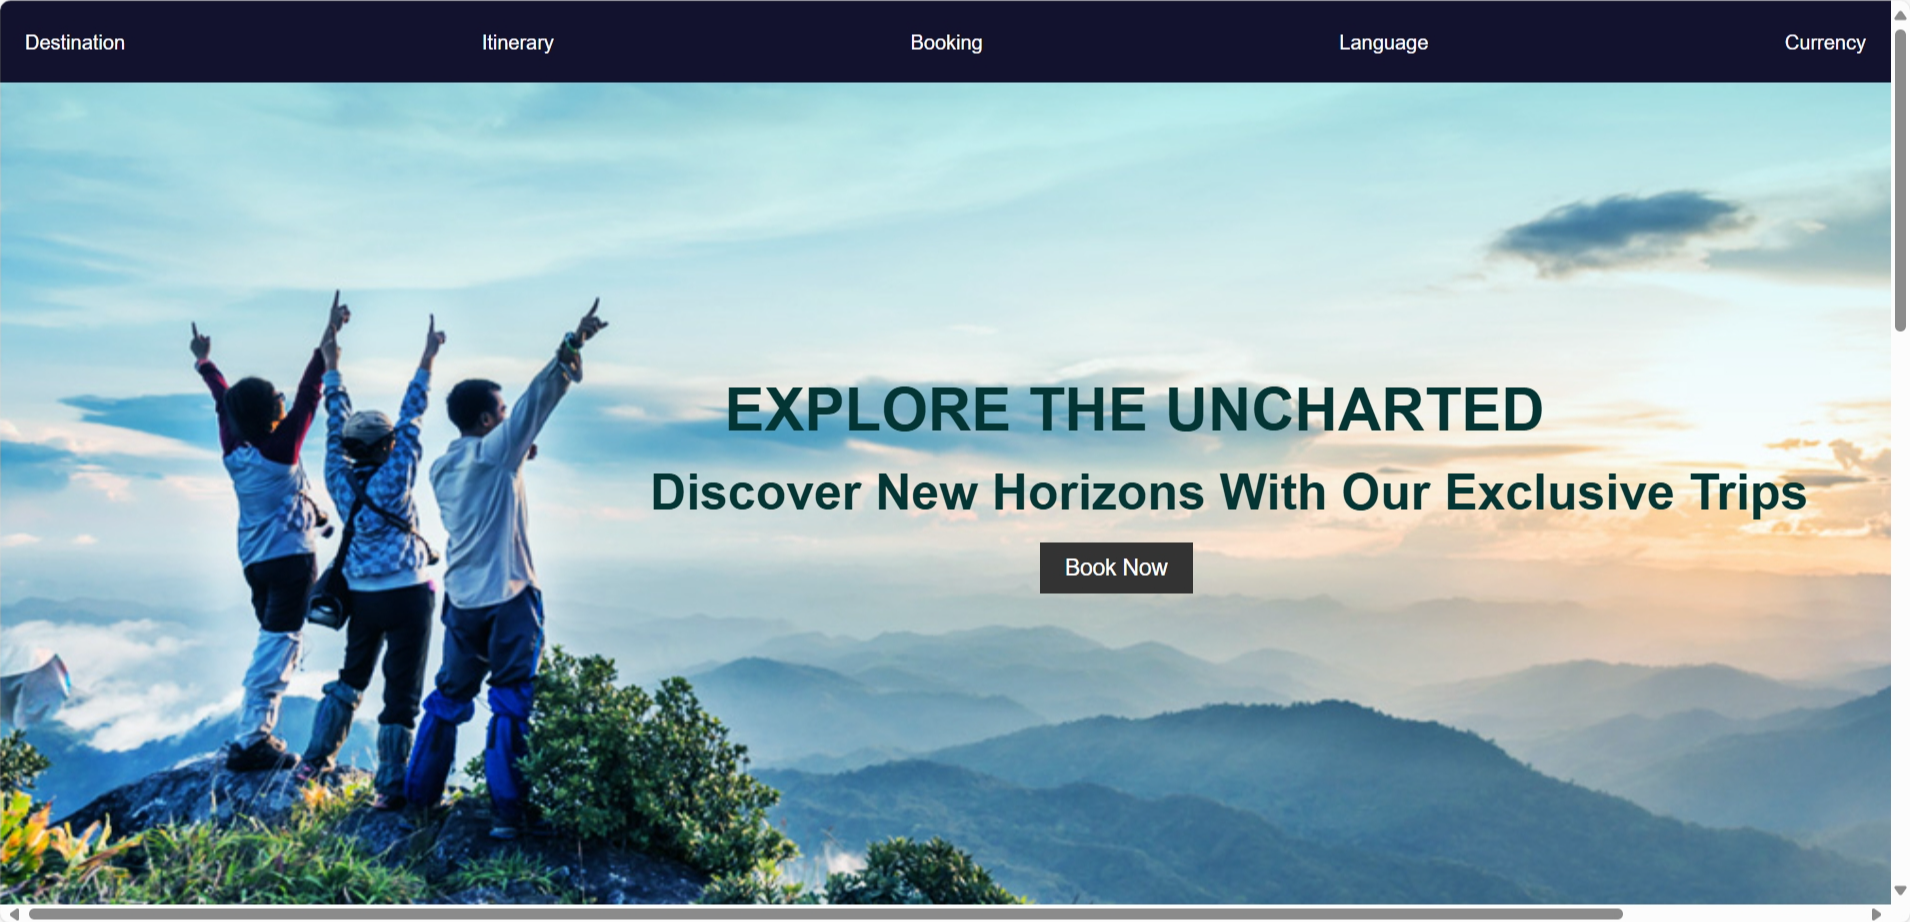 Destination Itinerary Booking Language Currency
EXPLORE THE UNCHARTED
Discover New Horizons With Our Exclusive Trips
Book Now